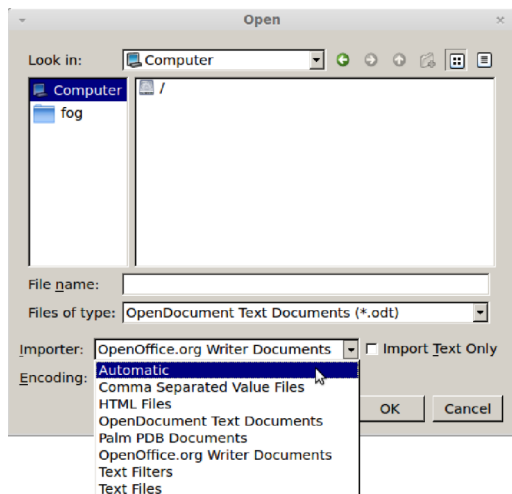 Open
Look in: Computer
Computer /
fog
File name:
Files of type: OpenDocument Text Documents (*.odt)
Importer: OpenOffice.org Writer Documents Import Text Only
Encoding: Automatic
Comma Separated Value Files
HTML Files OK Cancel
OpenDocument Text Documents
Palm PDB Documents
OpenOffice.org Writer Documents
Text Filters
Text Files